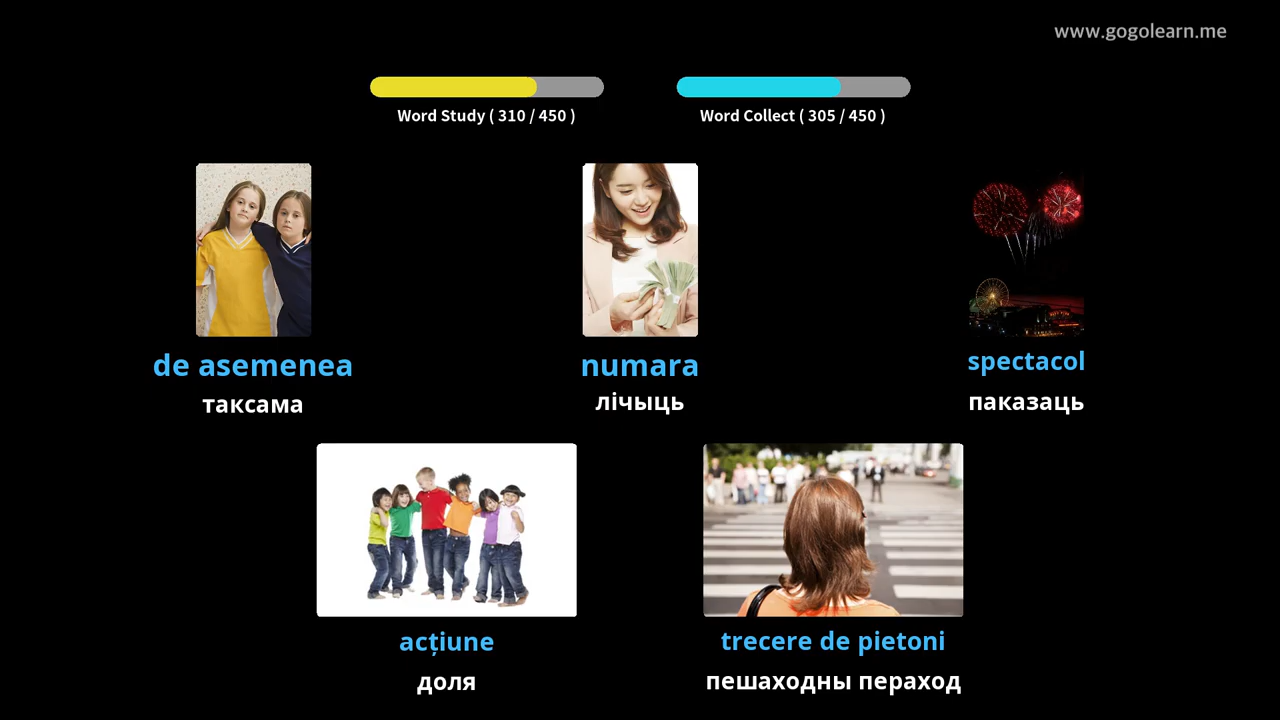 www.gogolearn.me
Word Study ( 310 / 450 )
Word Collect ( 305 / 450 )
de asemenea
таксама
numara
лічыць
spectacol
паказаць
acțiune
доля
trecere de pietoni
пешаходны пераход